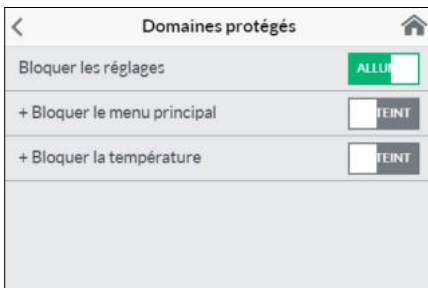 Domaines protégés
Bloquer les réglages ALLU
+ Bloquer le menu principal TEINT
+ Bloquer la température TEINT